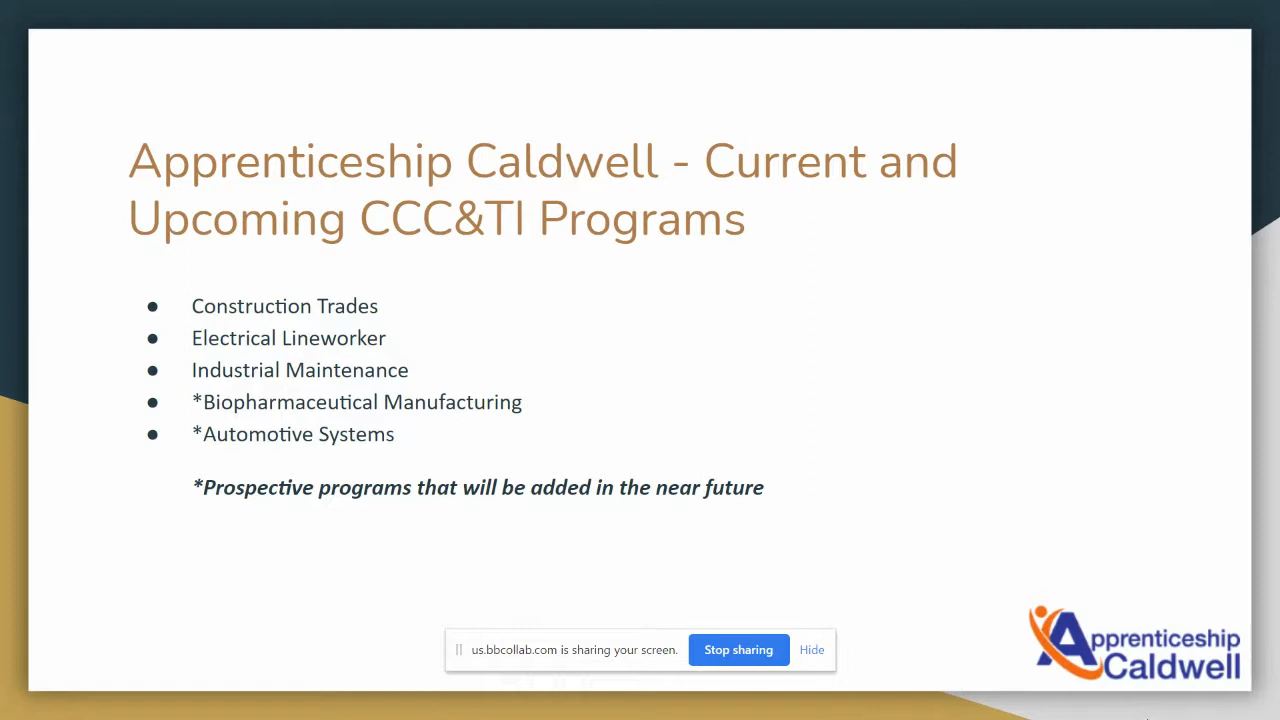 Apprenticeship Caldwell - Current and
Upcoming CCC&TI Programs
● Construction Trades
● Electrical Lineworker
● Industrial Maintenance
● *Biopharmaceutical Manufacturing
● *Automotive Systems
*Prospective programs that will be added in the near future
us.bbcollab.com is sharing your screen. Stop sharing Hide
Apprenticeship
Caldwell